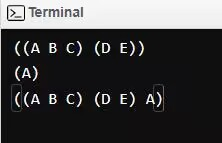 Terminal
((A B C) (D E))
(A)
((A B C) (D E) A)